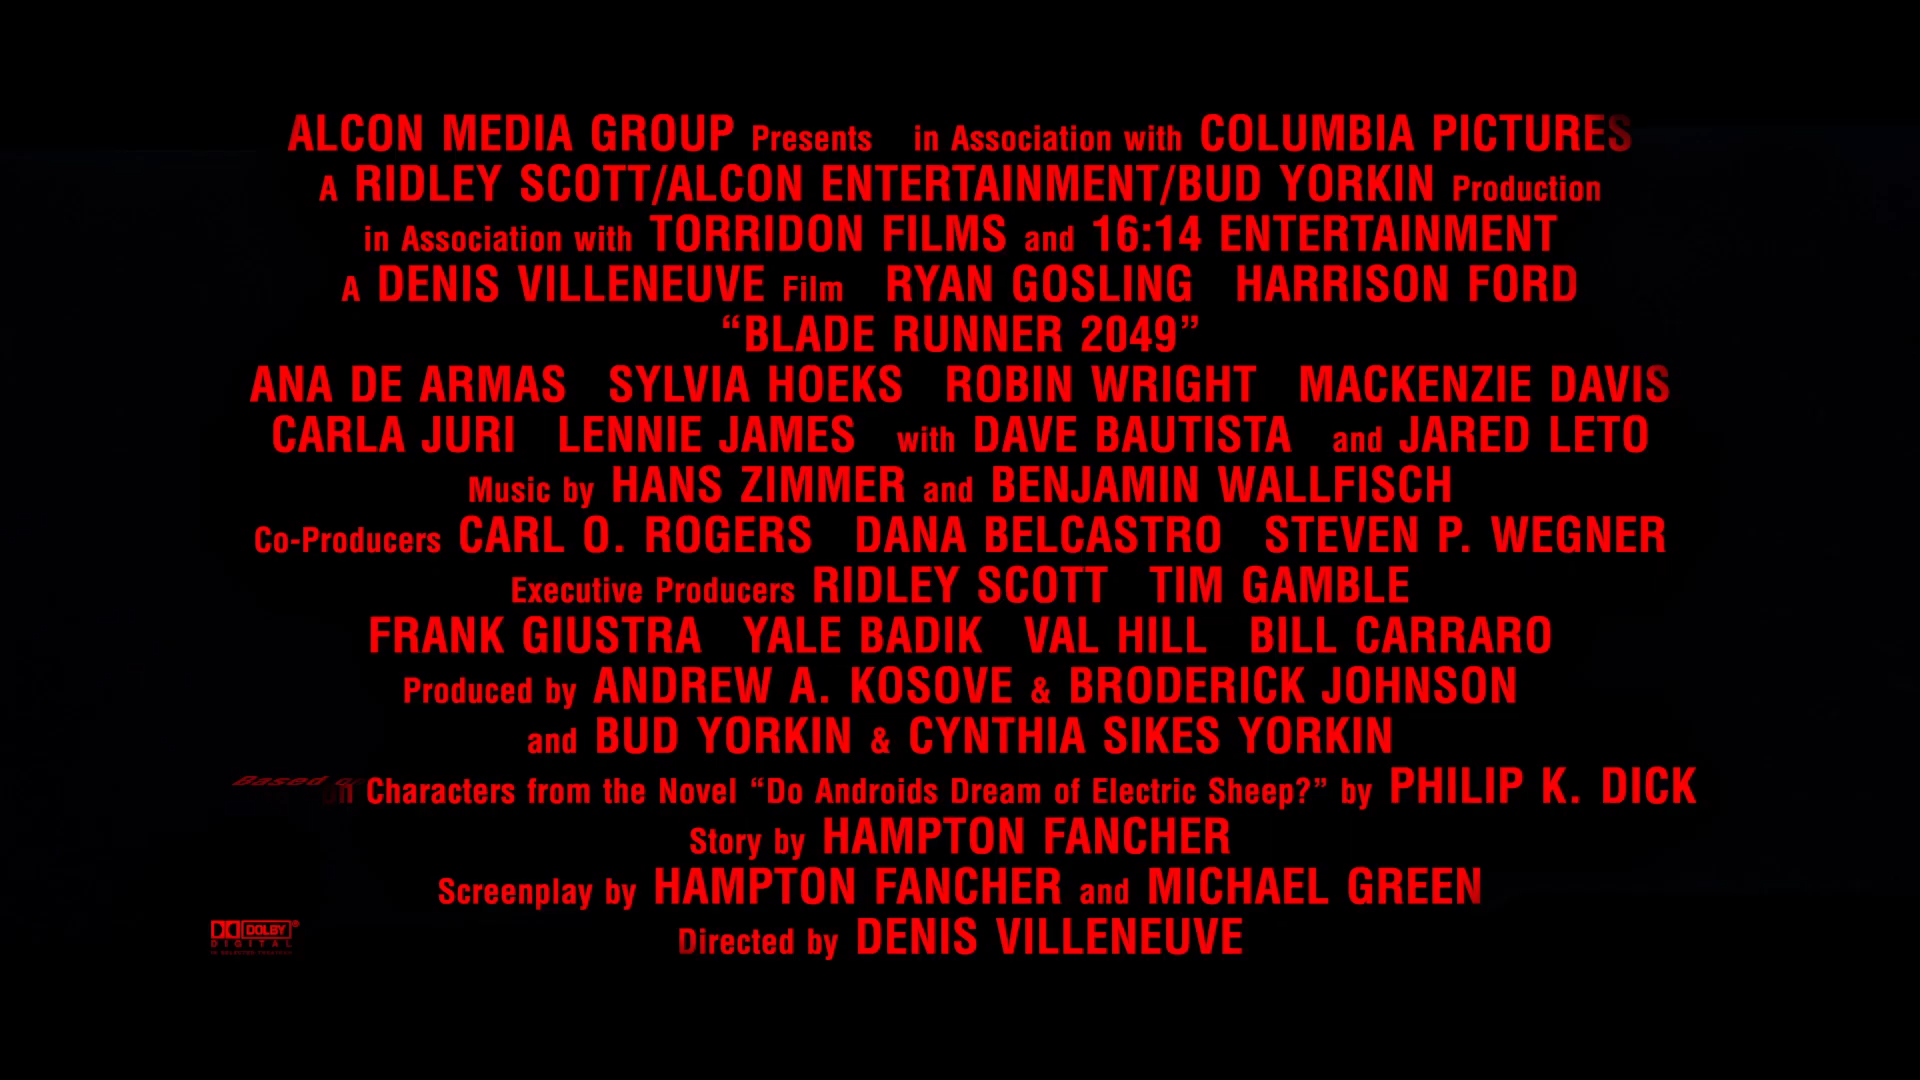 ALCON MEDIA GROUP Presents in Association with COLUMBIA PICTURES
A RIDLEY SCOTT/ALCON ENTERTAINMENT/BUD YORKIN Production
in Association with TORRIDON FILMS and 16:14 ENTERTAINMENT
A DENIS VILLENEUVE Film RYAN GOSLING HARRISON FORD
“BLADE RUNNER 2049”
ANA DE ARMAS SYLVIA HOEKS ROBIN WRIGHT MACKENZIE DAVIS
CARLA JURI LENNIE JAMES with DAVE BAUTISTA and JARED LETO
Music by HANS ZIMMER and BENJAMIN WALLFISCH
Co-Producers CARL O. ROGERS DANA BELCASTRO STEVEN P. WEGNER
Executive Producers RIDLEY SCOTT TIM GAMBLE
FRANK GIUSTRA YALE BADIK VAL HILL BILL CARRARO
Produced by ANDREW A. KOSOVE & BRODERICK JOHNSON
and BUD YORKIN & CYNTHIA SIKES YORKIN
Based on Characters from the Novel “Do Androids Dream of Electric Sheep?” by PHILIP K. DICK
Story by HAMPTON FANCHER
Screenplay by HAMPTON FANCHER and MICHAEL GREEN
Directed by DENIS VILLENEUVE
DOLBY®
DIGITAL